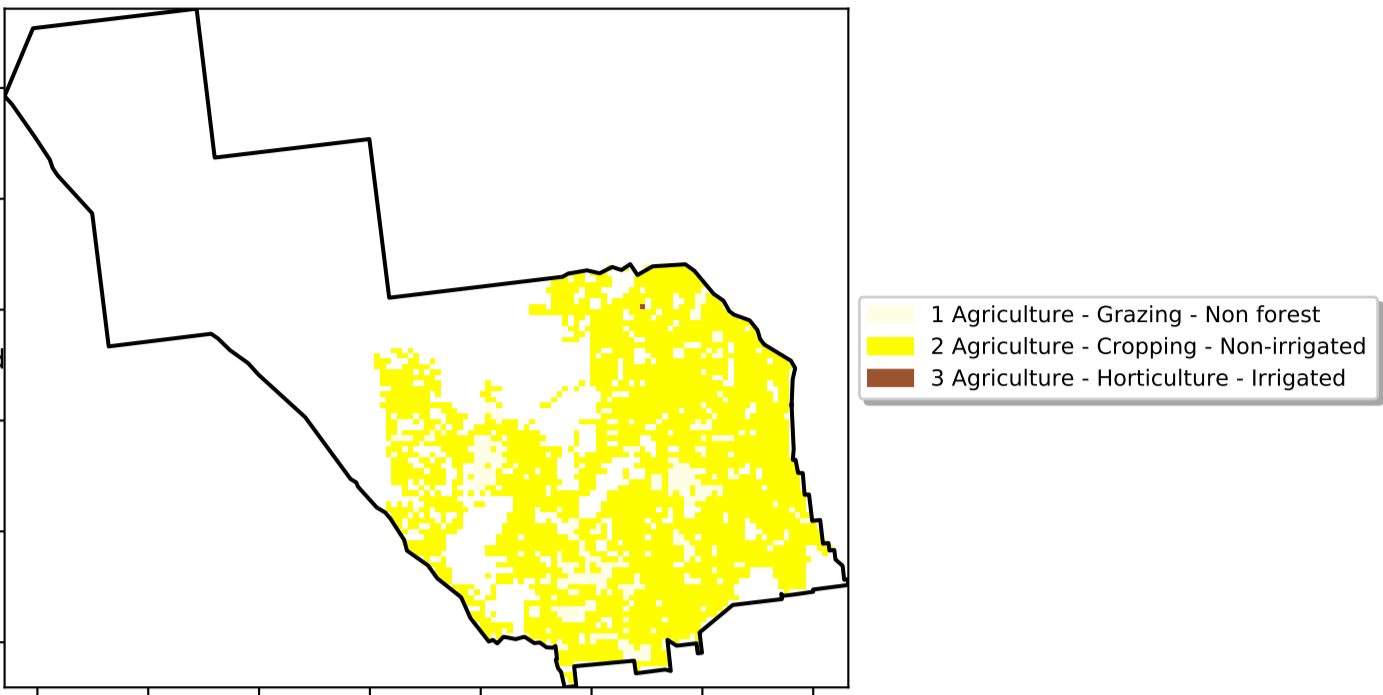 1 Agriculture - Grazing - Non forest
2 Agriculture - Cropping - Non-irrigated
3 Agriculture - Horticulture - Irrigated